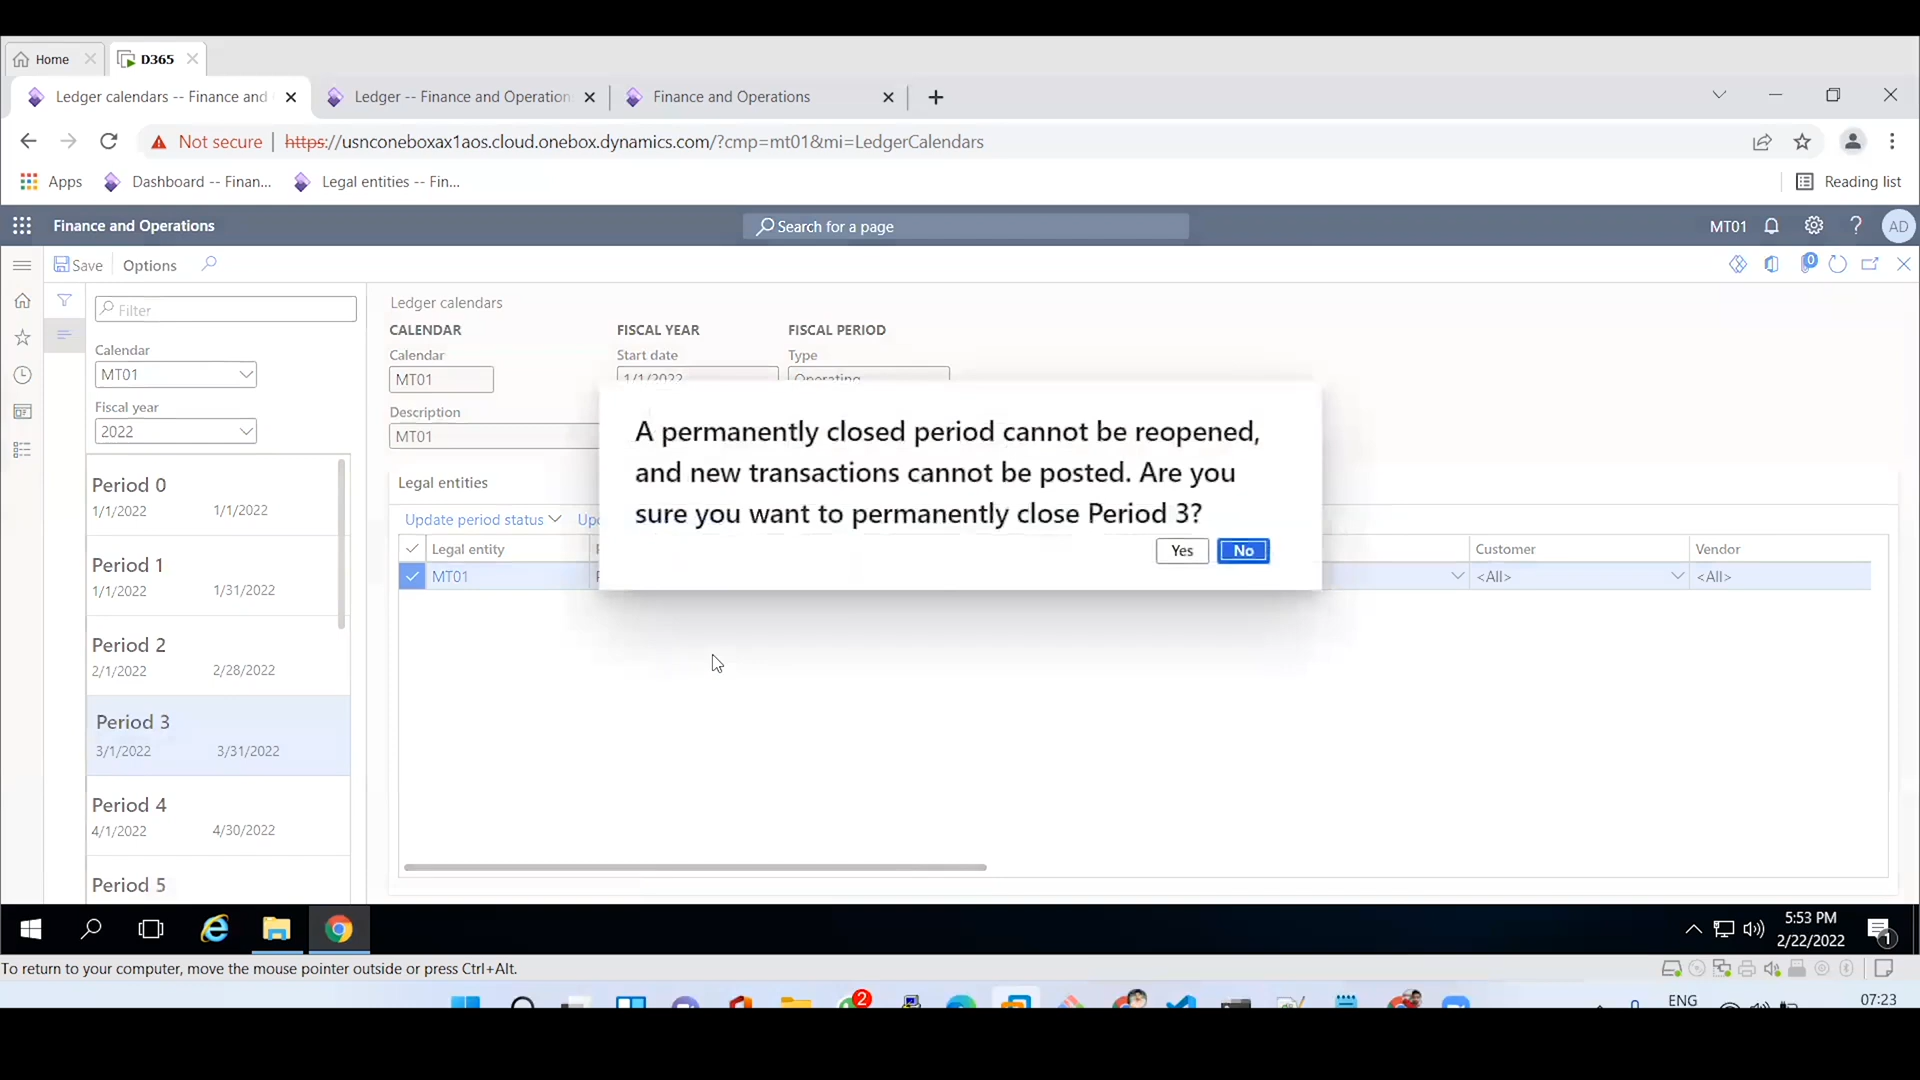 Home
D365
Ledger calendars -- Finance and
Ledger -- Finance and Operation
Finance and Operations
Not secure
https://usnconeboxax1aos.cloud.onebox.dynamics.com/?cmp=mt01&mi=LedgerCalendars
Apps
Dashboard -- Finan...
Legal entities -- Fin...
Reading list
Finance and Operations
Search for a page
MT01
?
AD
Save
Options
0
Filter
Calendar
MT01
Fiscal year
2022
Period 0
1/1/2022 1/1/2022
Period 1
1/1/2022 1/31/2022
Period 2
2/1/2022 2/28/2022
Period 3
3/1/2022 3/31/2022
Period 4
4/1/2022 4/30/2022
Period 5
Ledger calendars
CALENDAR
FISCAL YEAR
FISCAL PERIOD
Calendar
Start date
Type
MT01
1/1/2022
Operating
Description
MT01
Legal entities
Update period status
Legal entity
Customer
Vendor
MT01
<All>
<All>
A permanently closed period cannot be reopened,
and new transactions cannot be posted. Are you
sure you want to permanently close Period 3?
Yes
No
5:53 PM
2/22/2022
1
To return to your computer, move the mouse pointer outside or press Ctrl+Alt.
2
ENG
07:23